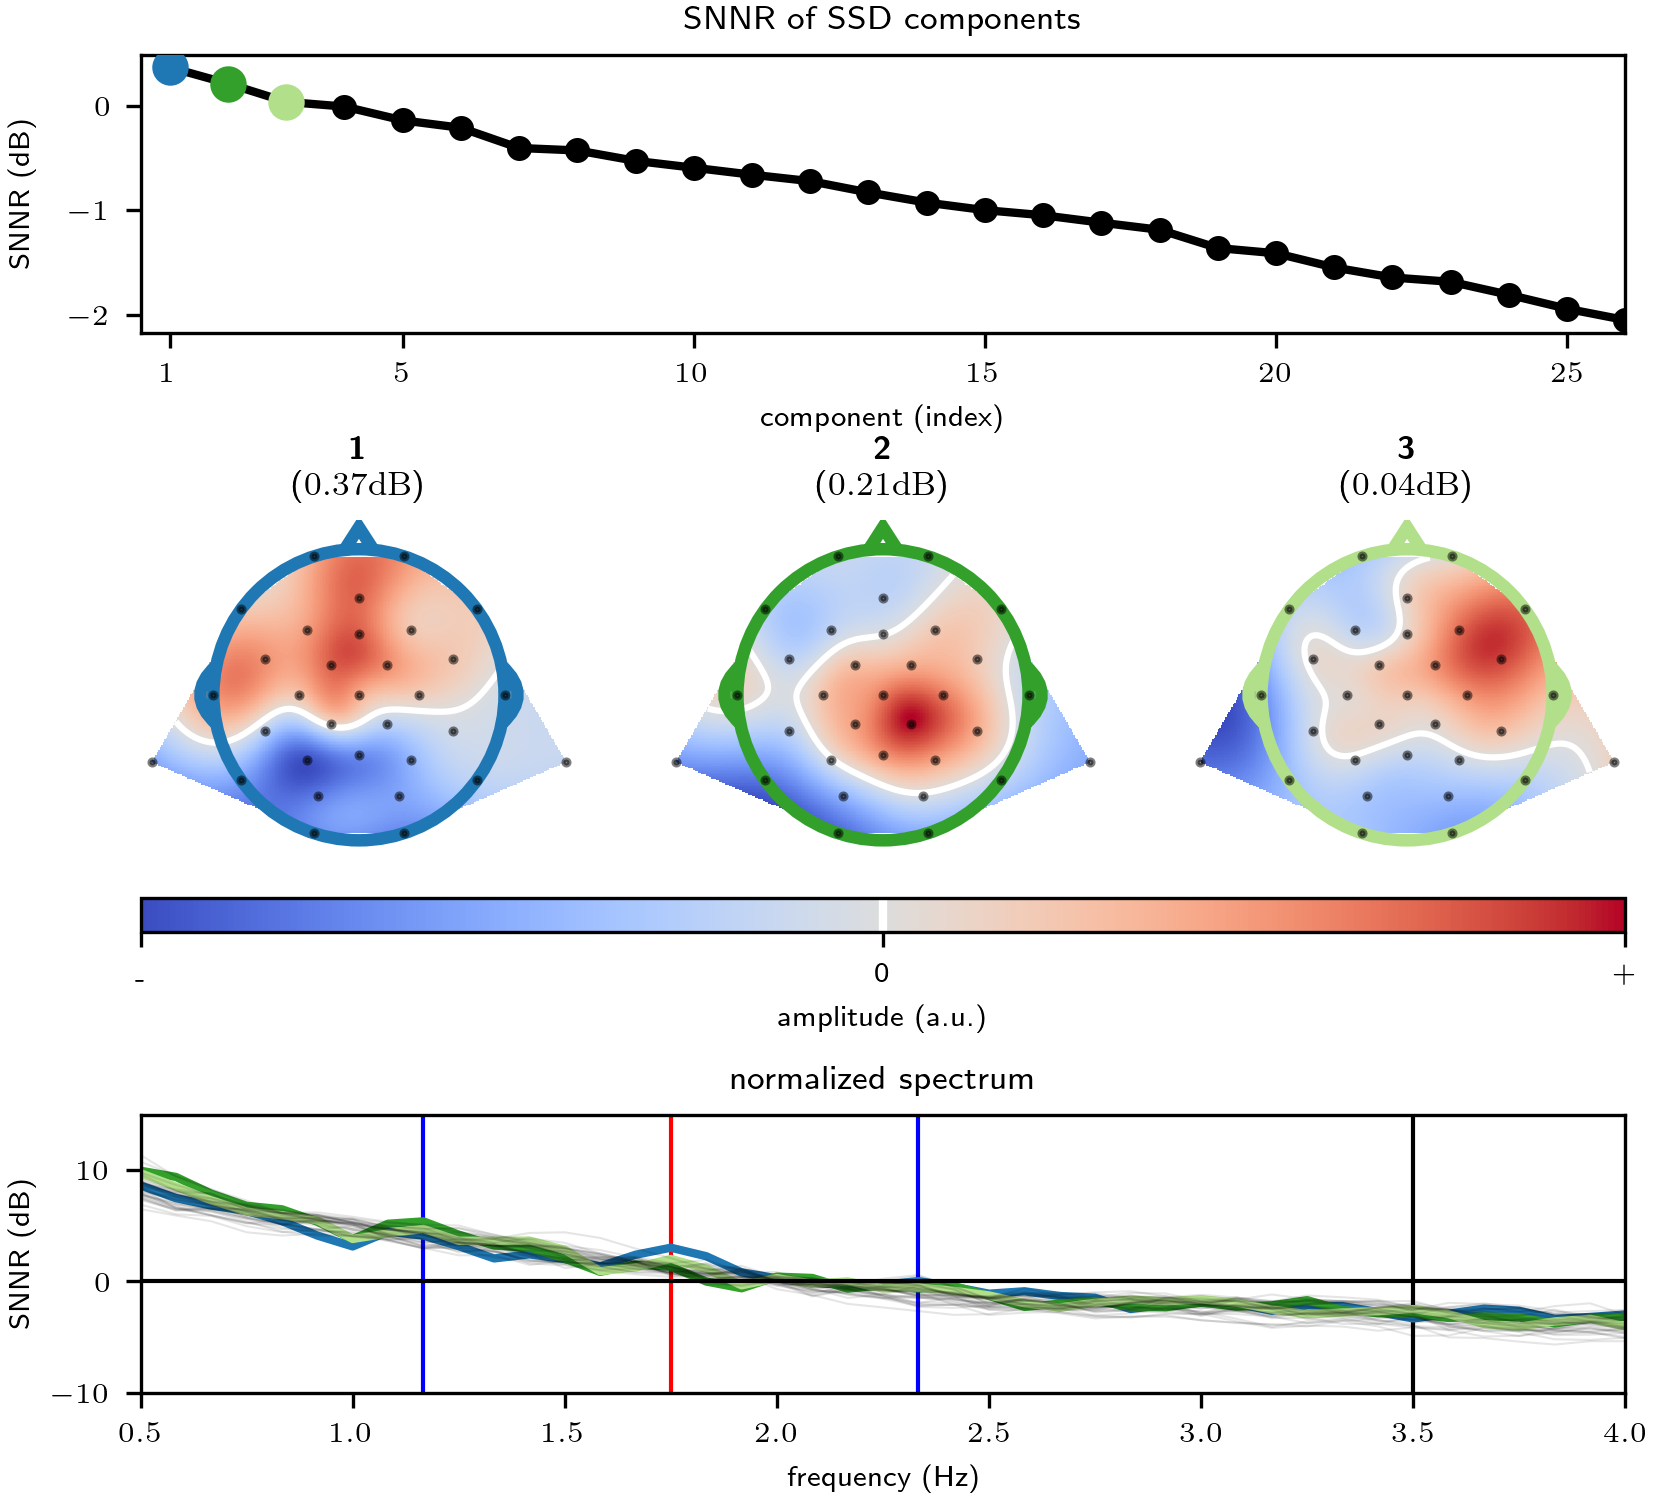 SNNR of SSD components
SNNR (dB)
0
−1
−2
1 5 10 15 20 25
component (index)
1 2 3
(0.37dB) (0.21dB) (0.04dB)
- 0 +
amplitude (a.u.)
normalized spectrum
SNNR (dB)
10
0
−10
0.5 1.0 1.5 2.0 2.5 3.0 3.5 4.0
frequency (Hz)